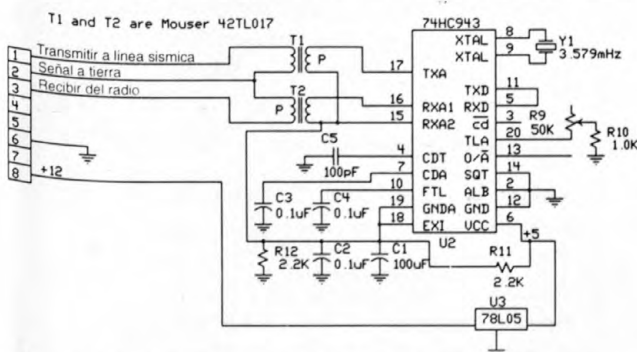 T1 and T2 are Mouser 42TL017
74HC943
1 Transmitir a linea sismica
2 Señal a tierra
3 Recibir del radio
4
5
6
7
8 +12
T1
P
T2
P
17 TXA
16 RXA1
15 RXA2
4 CDT
7 CDA
10 FTL
19 GNDA
18 EXI
XTAL 8
XTAL 9
TXD 11
RXD 5
cd 3
TLA 20
O/A 13
SQT 14
ALB 2
GND 12
VCC 6
U2
Y1
3.579mHz
R9
50K
R10
1.0K
C5
100pF
C3
0.1uF
C4
0.1uF
R12
2.2K
C2
0.1uF
C1
100uF
+5
R11
2.2K
U3
78L05